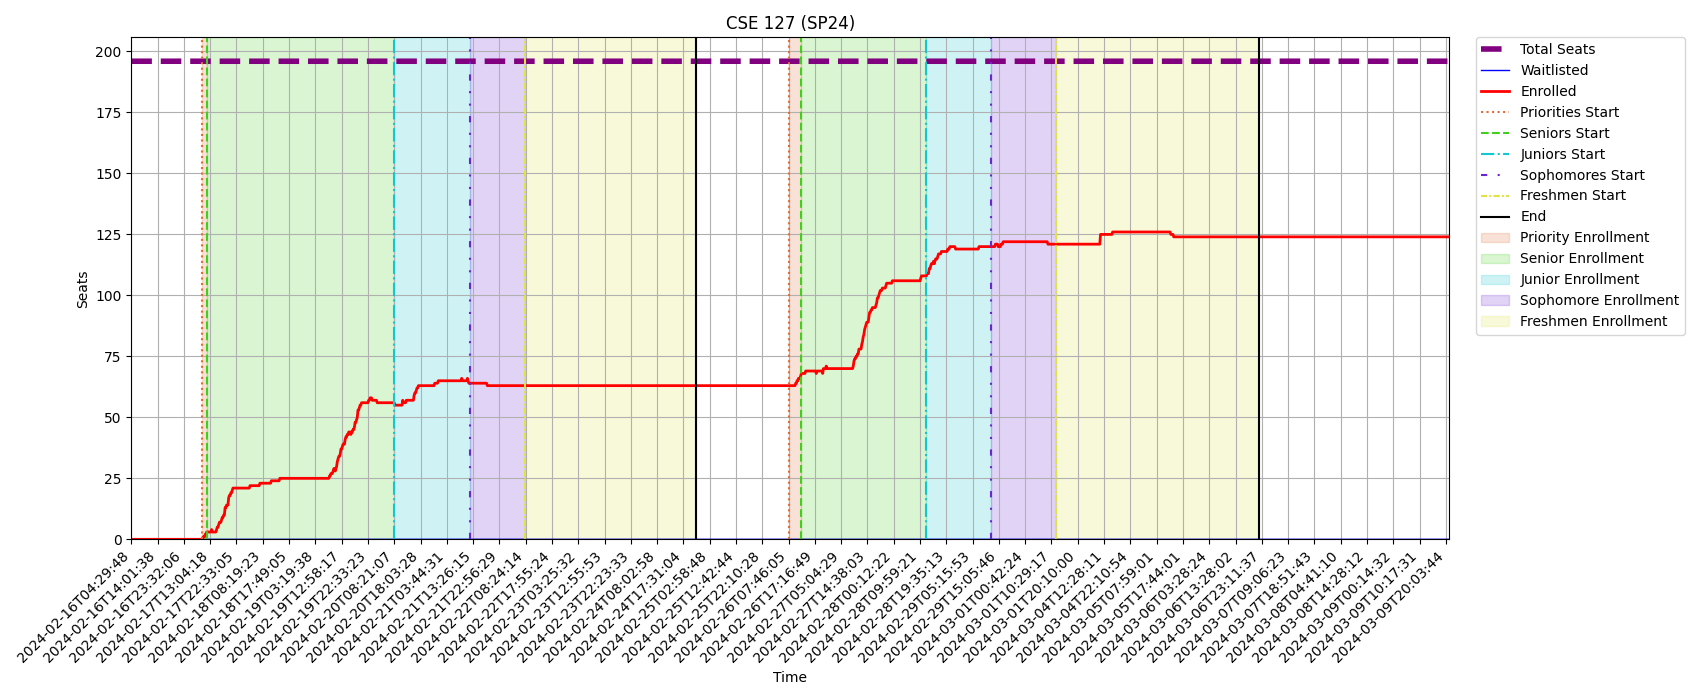 CSE 127 (SP24)
200
175
150
125
100
75
50
25
0
Seats
2024-02-16T04:29:48
2024-02-16T14:01:38
2024-02-16T23:32:06
2024-02-17T13:04:18
2024-02-17T22:33:05
2024-02-18T08:19:23
2024-02-18T17:49:05
2024-02-19T03:19:38
2024-02-19T12:58:17
2024-02-19T22:33:23
2024-02-20T08:21:07
2024-02-20T18:03:28
2024-02-21T03:44:31
2024-02-21T13:26:15
2024-02-21T22:56:29
2024-02-22T08:24:14
2024-02-22T17:55:24
2024-02-23T03:25:32
2024-02-23T12:55:53
2024-02-23T22:23:33
2024-02-24T08:02:58
2024-02-24T17:31:04
2024-02-25T02:58:48
2024-02-25T12:42:44
2024-02-25T22:10:28
2024-02-26T07:46:05
2024-02-26T17:16:49
2024-02-27T05:04:29
2024-02-27T14:38:03
2024-02-28T00:12:22
2024-02-28T09:59:21
2024-02-28T19:35:13
2024-02-29T05:15:53
2024-02-29T15:05:46
2024-03-01T00:42:24
2024-03-01T10:29:17
2024-03-01T20:10:00
2024-03-04T12:28:11
2024-03-04T22:10:54
2024-03-05T07:59:01
2024-03-05T17:44:01
2024-03-06T03:28:24
2024-03-06T13:28:02
2024-03-06T23:11:37
2024-03-07T09:06:23
2024-03-07T18:51:43
2024-03-08T04:41:10
2024-03-08T14:28:12
2024-03-09T00:14:32
2024-03-09T10:17:31
2024-03-09T20:03:44
Time
Total Seats
Waitlisted
Enrolled
Priorities Start
Seniors Start
Juniors Start
Sophomores Start
Freshmen Start
End
Priority Enrollment
Senior Enrollment
Junior Enrollment
Sophomore Enrollment
Freshmen Enrollment